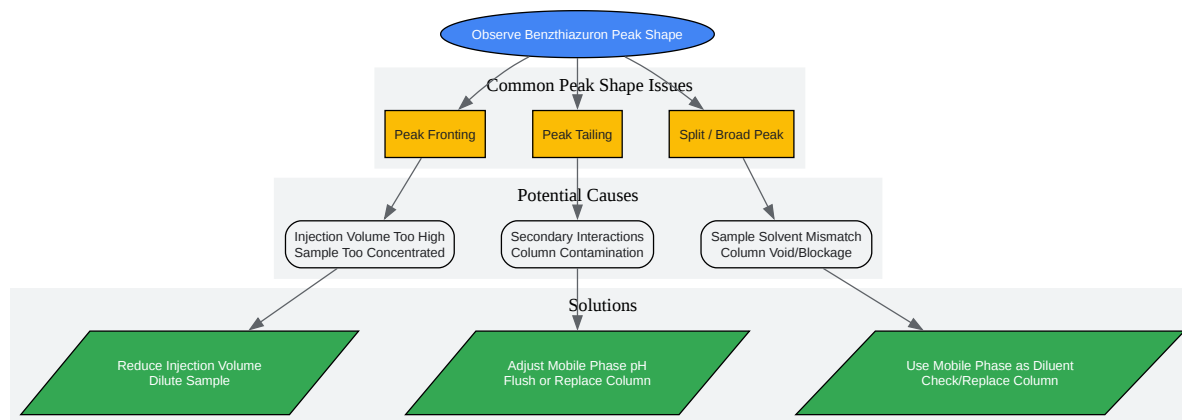 Observe Benzthiazuron Peak Shape
Common Peak Shape Issues
Peak Fronting
Peak Tailing
Split / Broad Peak
Potential Causes
Injection Volume Too High
Sample Too Concentrated
Secondary Interactions
Column Contamination
Sample Solvent Mismatch
Column Void/Blockage
Solutions
Reduce Injection Volume
Dilute Sample
Adjust Mobile Phase pH
Flush or Replace Column
Use Mobile Phase as Diluent
Check/Replace Column